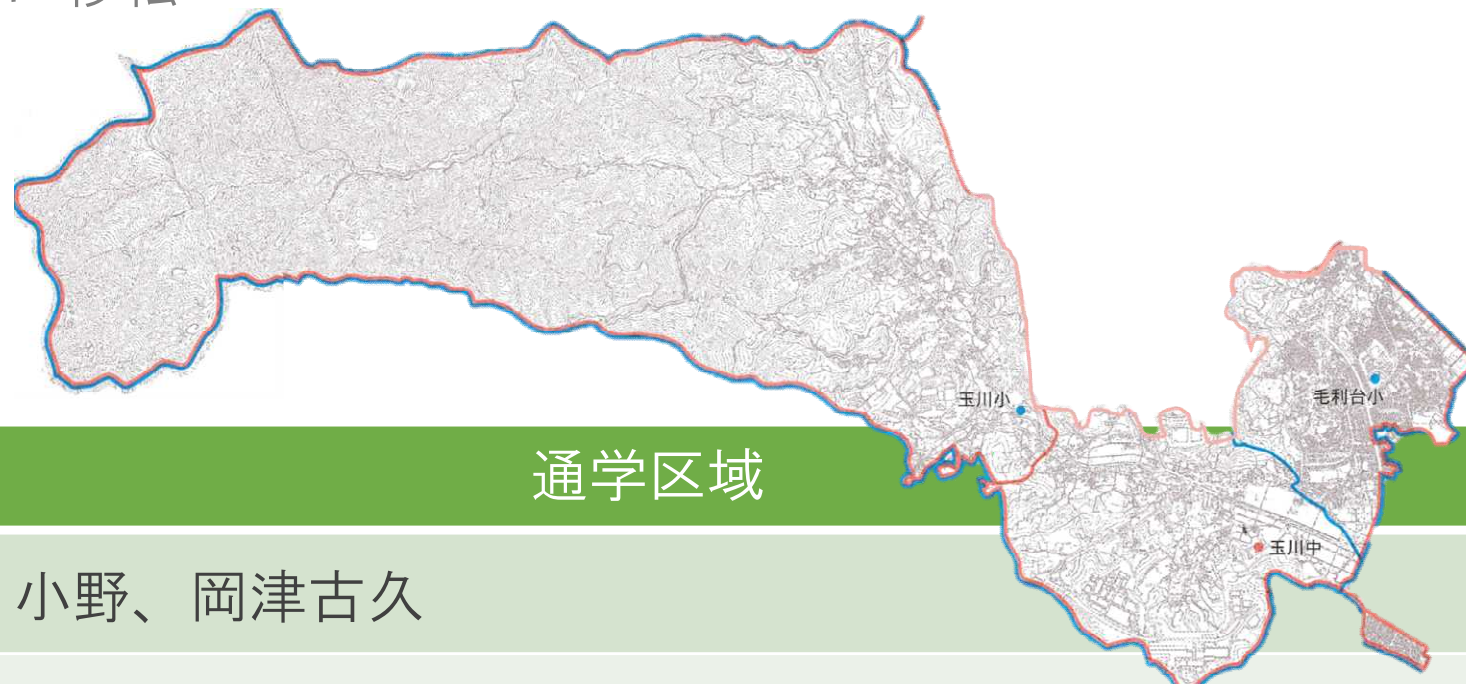 玉川小
毛利台小
通学区域
玉川中
小野、岡津古久